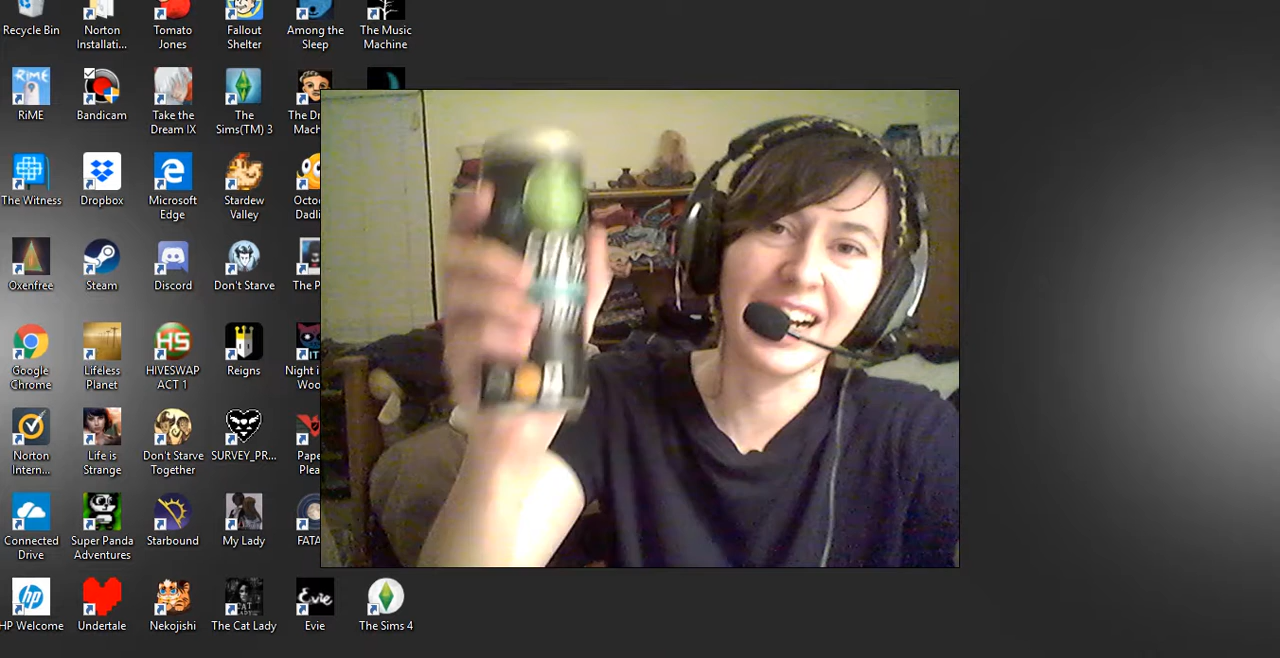 Recycle Bin
Norton
Installati...
Tomato
Jones
Fallout
Shelter
Among the
Sleep
The Music
Machine
RiME
Bandicam
Take the
Dream IX
The
Sims(TM) 3
The Dr
Mach
The Witness
Dropbox
Microsoft
Edge
Stardew
Valley
Octo
Dadli
Oxenfree
Steam
Discord
Don't Starve
The P
Google
Chrome
Lifeless
Planet
HS
HIVESWAP
ACT 1
Reigns
Night i
Woo
Norton
Intern...
Life is
Strange
Don't Starve
Together
SURVEY_PR...
Pape
Plea
Connected
Drive
Super Panda
Adventures
Starbound
My Lady
FATA
hp
HP Welcome
Undertale
Nekojishi
The Cat Lady
Evie
Evie
The Sims 4